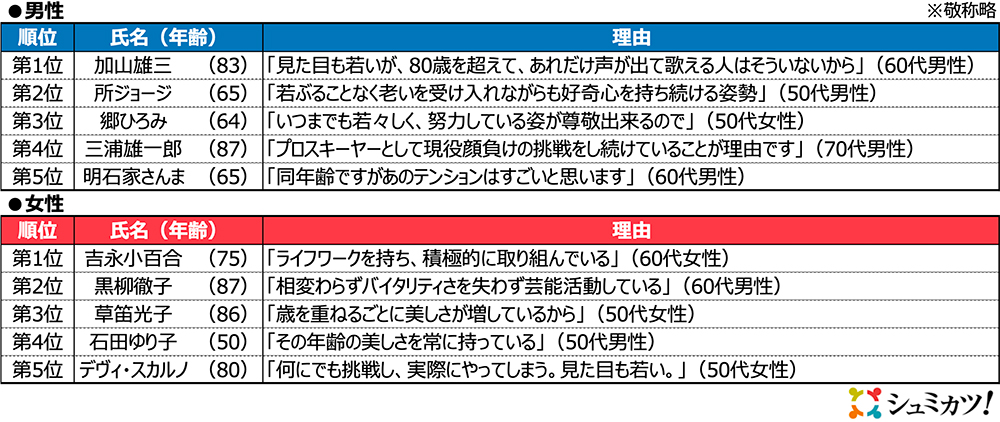 ●男性 ※敬称略
順位 氏名（年齢） 理由
第1位 加山雄三 （83） 「見た目も若いが、80歳を超えて、あれだけ声が出て歌える人はそういないから」（60代男性）
第2位 所ジョージ （65） 「若ぶることなく老いを受け入れながらも好奇心を持ち続ける姿勢」（50代男性）
第3位 郷ひろみ （64） 「いつまでも若々しく、努力している姿が尊敬出来るので」（50代女性）
第4位 三浦雄一郎 （87） 「プロスキーヤーとして現役顔負けの挑戦をし続けていることが理由です」（70代男性）
第5位 明石家さんま （65） 「同年齢ですがあのテンションはすごいと思います」（60代男性）
●女性
順位 氏名（年齢） 理由
第1位 吉永小百合 （75） 「ライフワークを持ち、積極的に取り組んでいる」（60代女性）
第2位 黒柳徹子 （87） 「相変わらずバイタリティさを失わず芸能活動している」（60代男性）
第3位 草笛光子 （86） 「歳を重ねるごとに美しさが増しているから」（50代女性）
第4位 石田ゆり子 （50） 「その年齢の美しさを常に持っている」（50代男性）
第5位 デヴィ・スカルノ （80） 「何にでも挑戦し、実際にやってしまう。見た目も若い。」（50代女性）
シュミカツ！